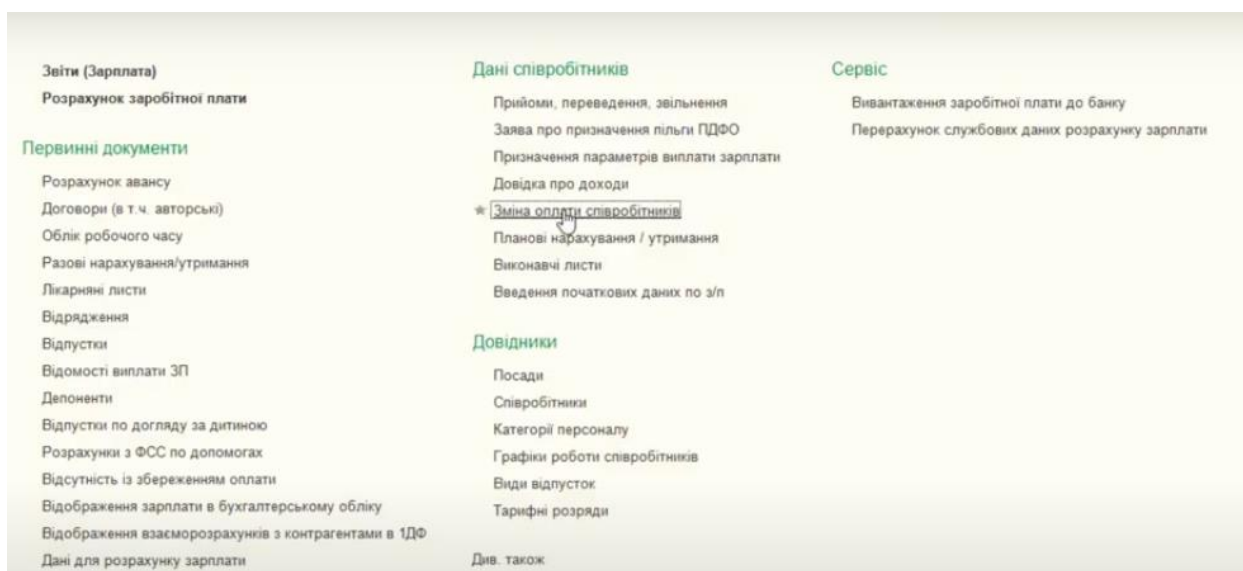 Звіти (Зарплата)
Розрахунок заробітної плати
Первинні документи
Розрахунок авансу
Договори (в т.ч. авторські)
Облік робочого часу
Разові нарахування/утримання
Лікарняні листи
Відрядження
Відпустки
Відомості виплати ЗП
Депоненти
Відпустки по догляду за дитиною
Розрахунки з ФСС по допомогах
Відсутність із збереженням оплати
Відображення зарплати в бухгалтерському обліку
Відображення взаєморозрахунків з контрагентами в 1ДФ
Дані для розрахунку зарплати
Дані співробітників
Прийоми, переведення, звільнення
Заява про призначення пільги ПДФО
Призначення параметрів виплати зарплати
Довідка про доходи
Зміна оплати співробітників
Планові нарахування / утримання
Виконавчі листи
Введення початкових даних по з/п
Довідники
Посади
Співробітники
Категорії персоналу
Графіки роботи співробітників
Види відпусток
Тарифні розряди
Див. також
Сервіс
Вивантаження заробітної плати до банку
Перерахунок службових даних розрахунку зарплати